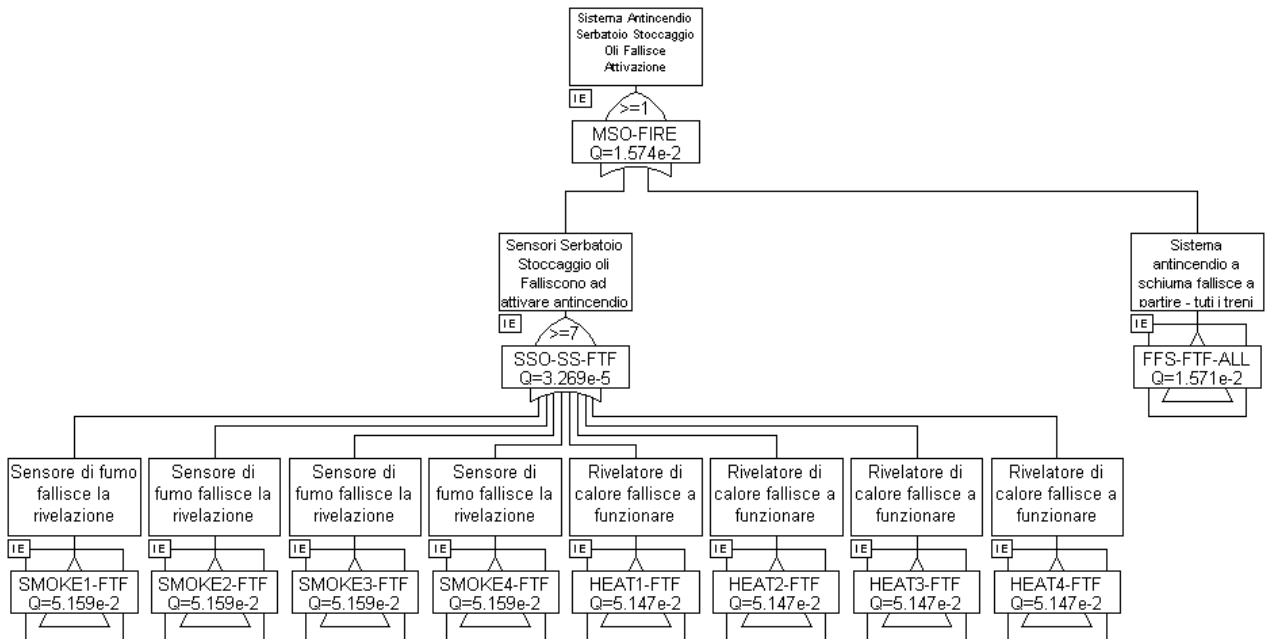 Sistema Antincendio
Serbatoio Stoccaggio
Oli Fallisce
Attivazione
IE
>=1
MSO-FIRE
Q=1.574e-2
Sensori Serbatoio
Stoccaggio oli
Falliscono ad
attivare antincendio
IE
>=7
SSO-SS-FTF
Q=3.269e-5
Sistema
antincendio a
schiuma fallisce a
partire - tuti i treni
IE
FFS-FTF-ALL
Q=1.571e-2
Sensore di fumo
fallisce la
rivelazione
IE
SMOKE1-FTF
Q=5.159e-2
Sensore di
fumo fallisce la
rivelazione
IE
SMOKE2-FTF
Q=5.159e-2
Sensore di
fumo fallisce la
rivelazione
IE
SMOKE3-FTF
Q=5.159e-2
Sensore di
fumo fallisce la
rivelazione
IE
SMOKE4-FTF
Q=5.159e-2
Rivelatore di
calore fallisce a
funzionare
IE
HEAT1-FTF
Q=5.147e-2
Rivelatore di
calore fallisce a
funzionare
IE
HEAT2-FTF
Q=5.147e-2
Rivelatore di
calore fallisce a
funzionare
IE
HEAT3-FTF
Q=5.147e-2
Rivelatore di
calore fallisce a
funzionare
IE
HEAT4-FTF
Q=5.147e-2